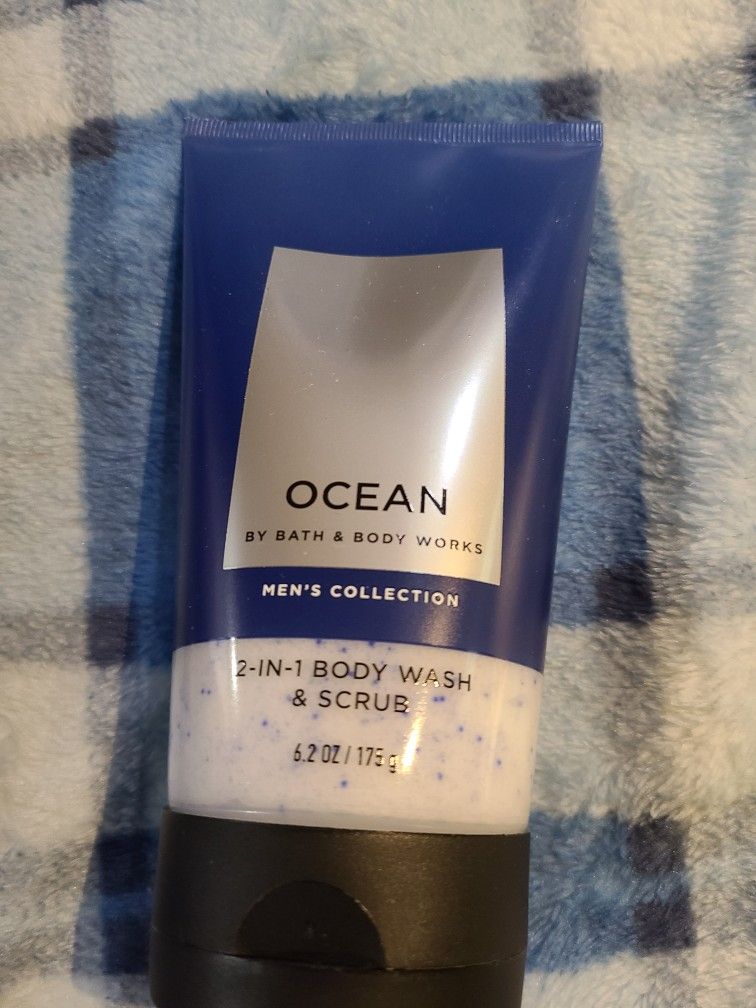 OCEAN
BY BATH & BODY WORKS
MEN'S COLLECTION
2-IN-1 BODY WASH
& SCRUB
6.2 OZ / 175 g